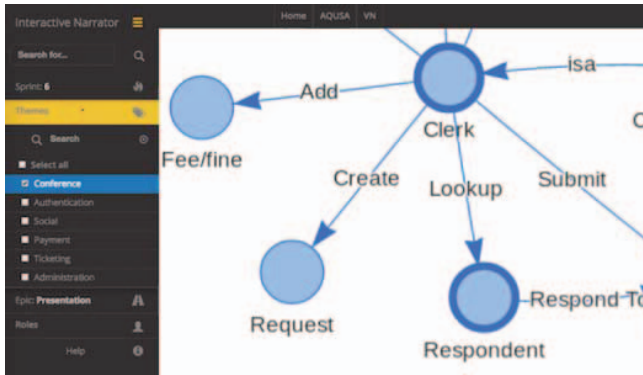 Interactive Narrator
Home AQUSA VN
Search for...
Sprint: 6
Themes
Search
Select all
Conference
Authentication
Social
Payment
Ticketing
Administration
Epic: Presentation
Roles
Help
isa
Add
Clerk
Fee/fine
Create
Lookup
Submit
Request
Respond To
Respondent